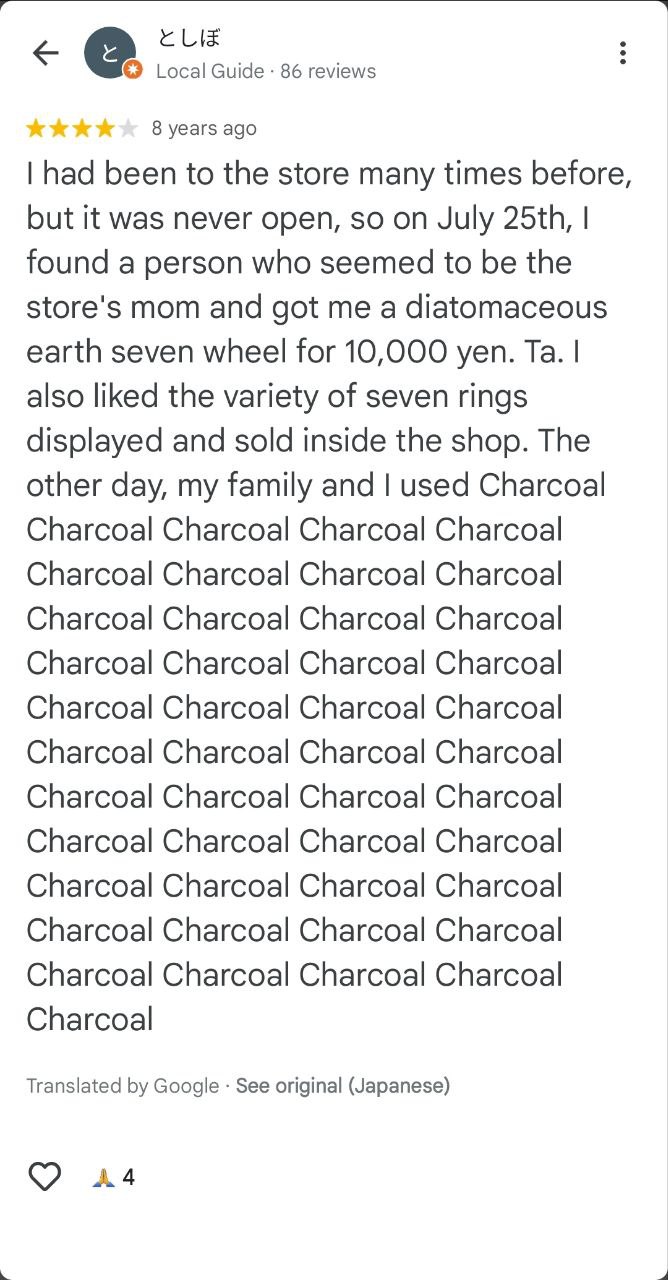 としぼ
Local Guide · 86 reviews
8 years ago
I had been to the store many times before,
but it was never open, so on July 25th, I
found a person who seemed to be the
store's mom and got me a diatomaceous
earth seven wheel for 10,000 yen. Ta. I
also liked the variety of seven rings
displayed and sold inside the shop. The
other day, my family and I used Charcoal
Charcoal Charcoal Charcoal Charcoal
Charcoal Charcoal Charcoal Charcoal
Charcoal Charcoal Charcoal Charcoal
Charcoal Charcoal Charcoal Charcoal
Charcoal Charcoal Charcoal Charcoal
Charcoal Charcoal Charcoal Charcoal
Charcoal Charcoal Charcoal Charcoal
Charcoal Charcoal Charcoal Charcoal
Charcoal Charcoal Charcoal Charcoal
Charcoal Charcoal Charcoal Charcoal
Charcoal Charcoal Charcoal Charcoal
Charcoal
Translated by Google · See original (Japanese)
🙏 4